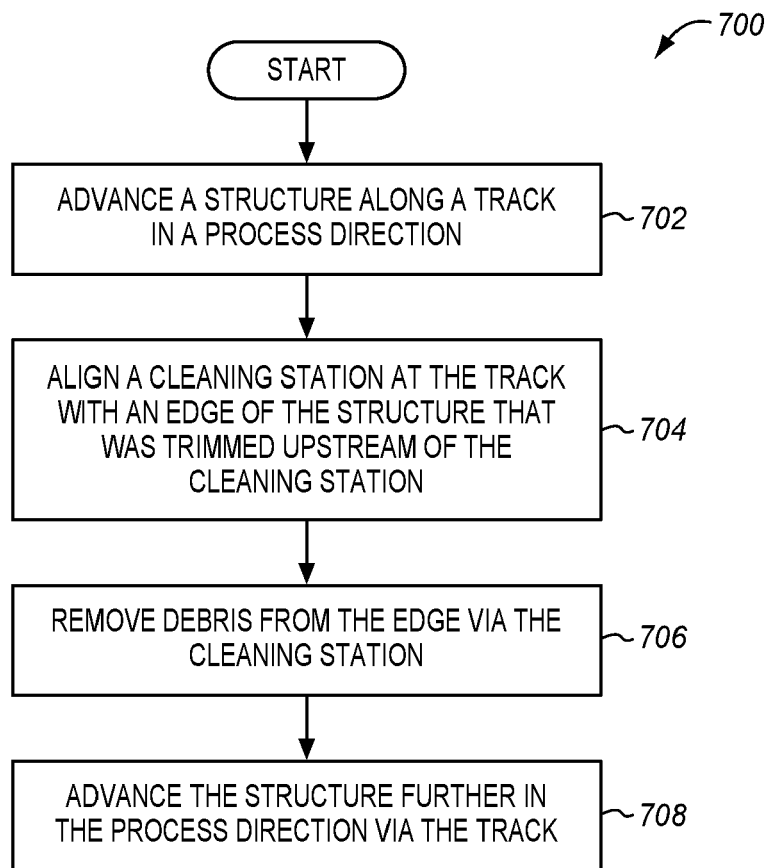 700
START
ADVANCE A STRUCTURE ALONG A TRACK
IN A PROCESS DIRECTION
702
ALIGN A CLEANING STATION AT THE TRACK
WITH AN EDGE OF THE STRUCTURE THAT
WAS TRIMMED UPSTREAM OF THE
CLEANING STATION
704
REMOVE DEBRIS FROM THE EDGE VIA THE
CLEANING STATION
706
ADVANCE THE STRUCTURE FURTHER IN
THE PROCESS DIRECTION VIA THE TRACK
708